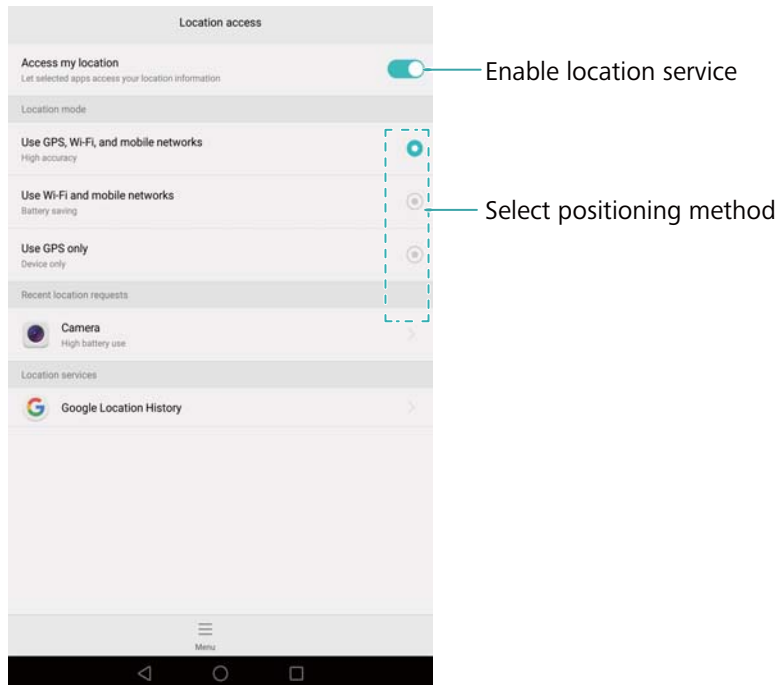 Location access
Access my location
Let selected apps access your location information
Enable location service
Location mode
Use GPS, Wi-Fi, and mobile networks
High accuracy
Use Wi-Fi and mobile networks
Battery saving
Select positioning method
Use GPS only
Device only
Recent location requests
Camera
High battery use
Location services
G
Google Location History
Menu